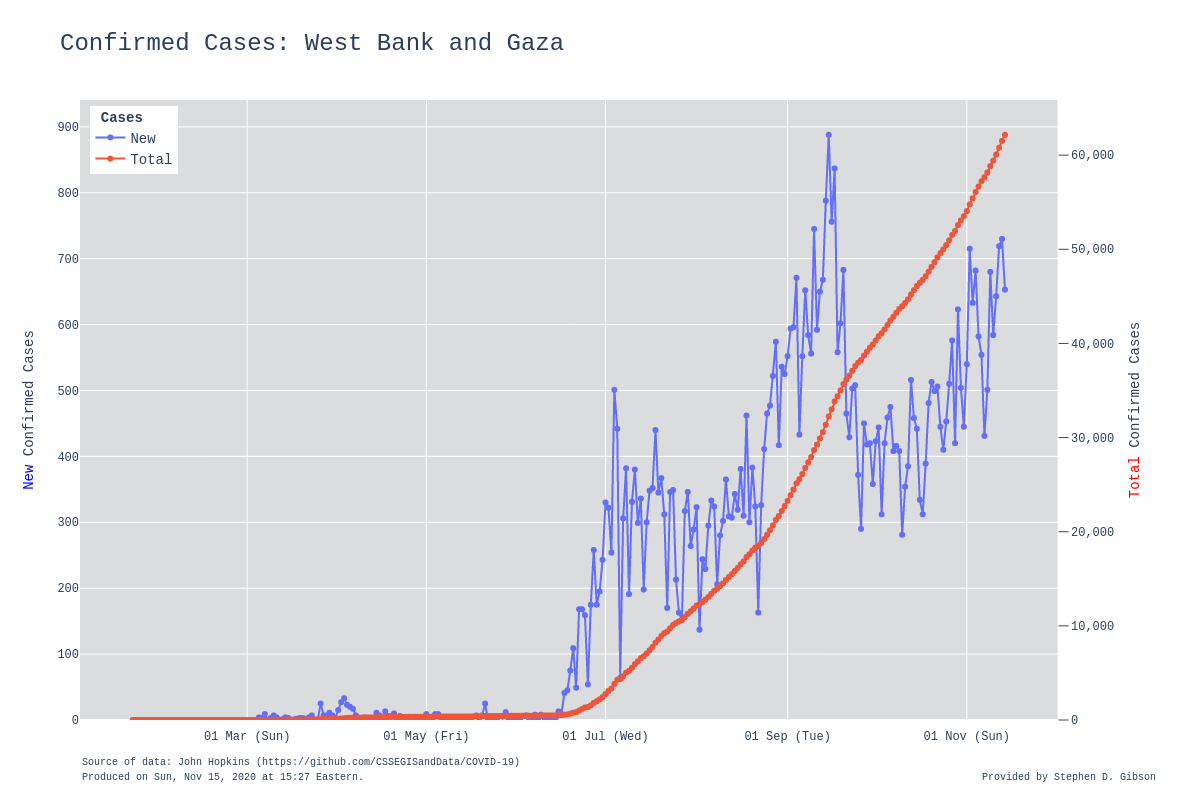 Confirmed Cases: West Bank and Gaza
Cases
New
Total
900
800
700
600
500
400
300
200
100
0
New Confirmed Cases
60,000
50,000
40,000
30,000
20,000
10,000
0
Total Confirmed Cases
01 Mar (Sun)
01 May (Fri)
01 Jul (Wed)
01 Sep (Tue)
01 Nov (Sun)
Source of data: John Hopkins (https://github.com/CSSEGISandData/COVID-19)
Produced on Sun, Nov 15, 2020 at 15:27 Eastern.
Provided by Stephen D. Gibson